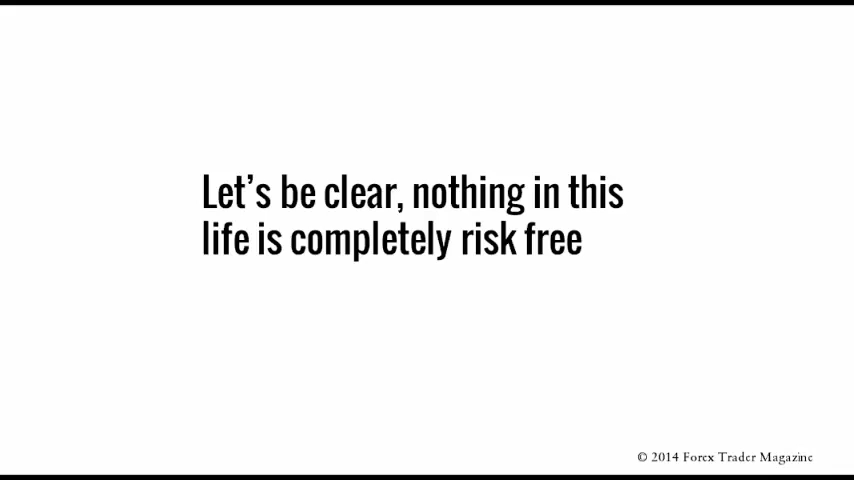 Let’s be clear, nothing in this
life is completely risk free
© 2014 Forex Trader Magazine